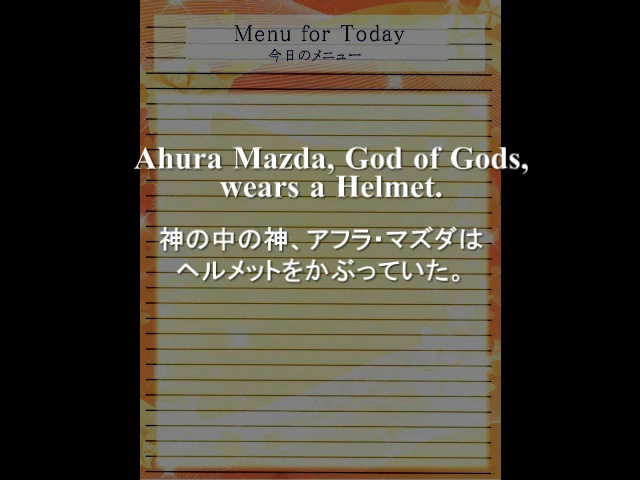 Menu for Today
今日のメニュー
Ahura Mazda, God of Gods,
wears a Helmet.
神の中の神、アフラ・マズダは
ヘルメットをかぶっていた。